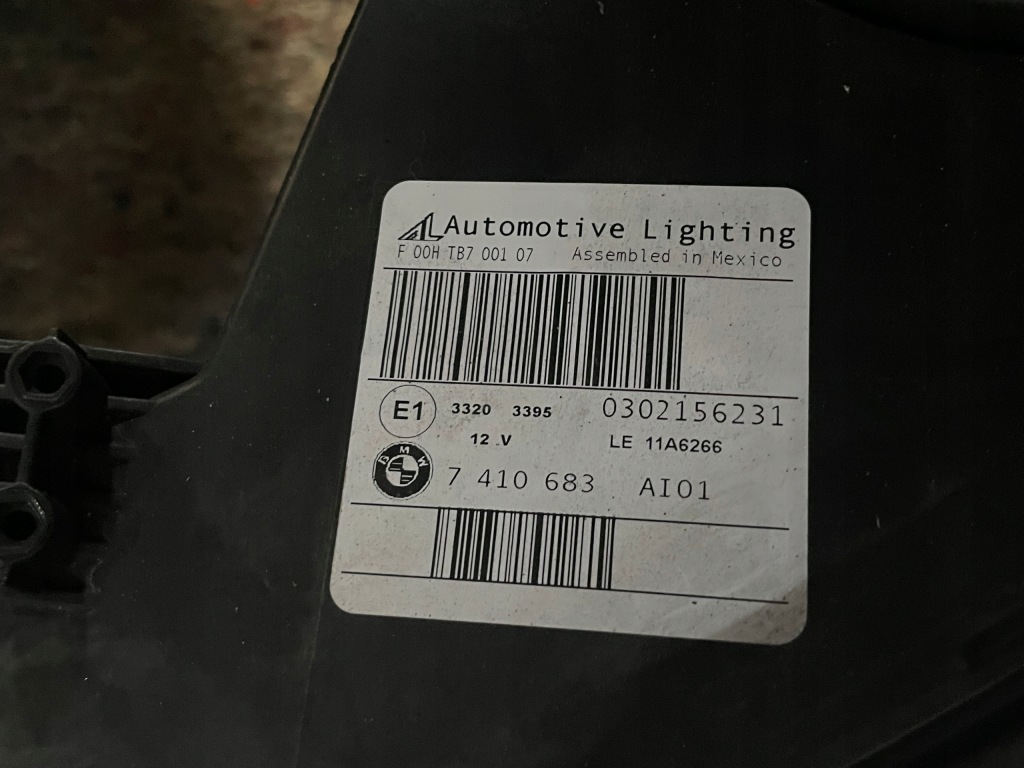 AL Automotive Lighting
F 00H TB7 001 07 Assembled in Mexico
E1 3320 3395 0302156231
12 V LE 11A6266
BMW 7 410 683 AI01